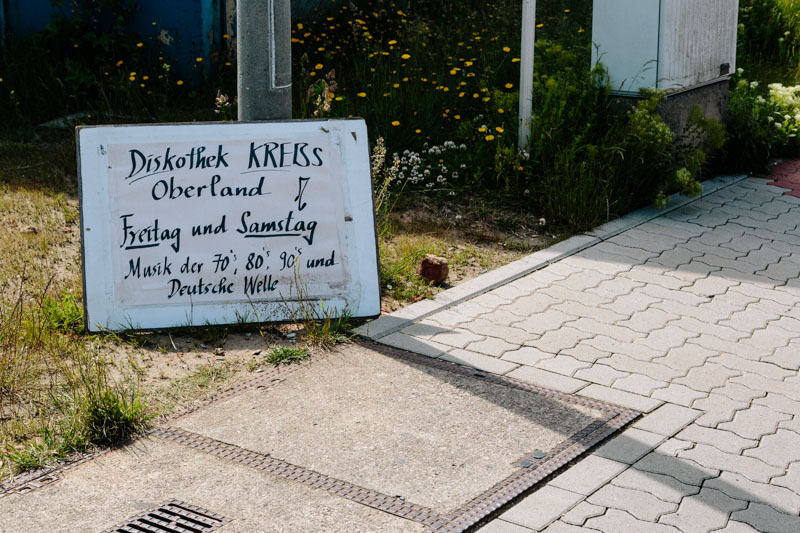 Diskothek KREBS
Oberland !
Freitag und Samstag
Musik der 70's, 80's 90's und
Deutsche Welle